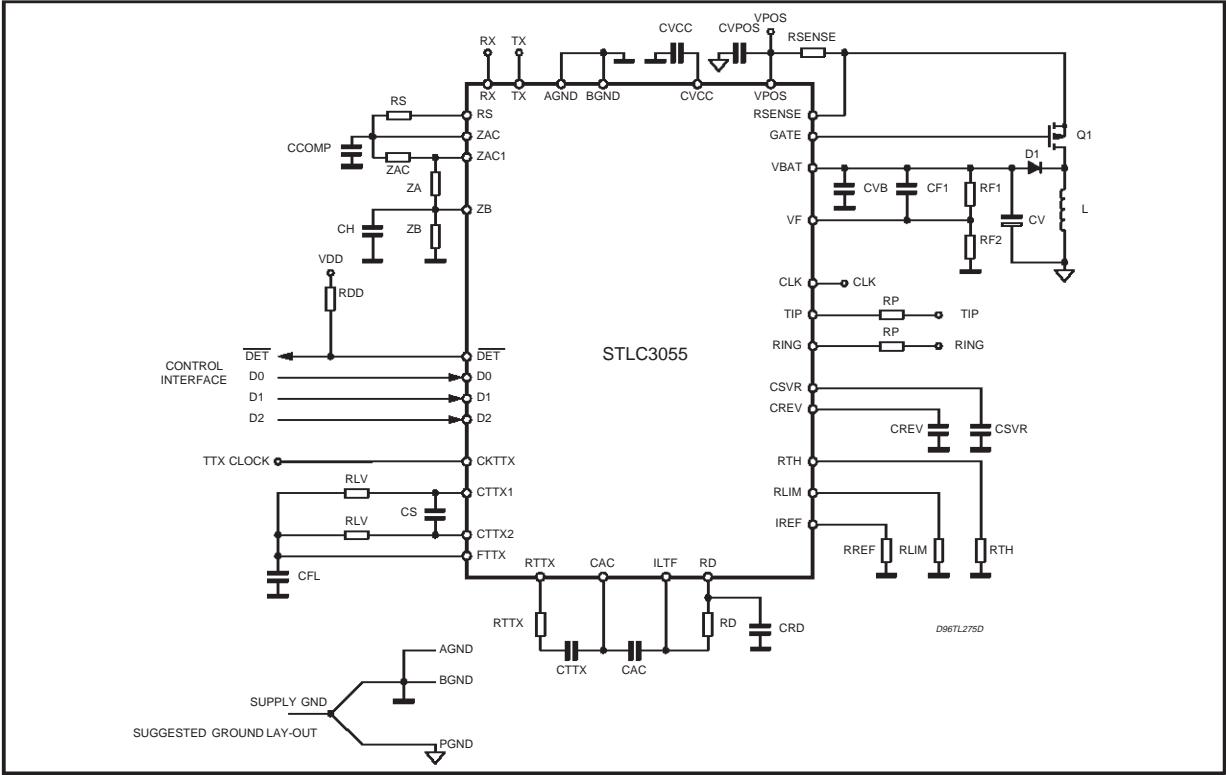 VPOS
CVCC
CVPOS
RSENSE
RX
TX
RX
TX
AGND
BGND
CVCC
VPOS
RS
RS
RSENSE
CCOMP
ZAC
GATE
Q1
ZAC
ZAC1
VBAT
D1
ZA
CVB
CF1
RF1
CH
ZB
ZB
VF
CV
L
RF2
VDD
RDD
CLK
CLK
TIP
RP
TIP
STLC3055
RING
RP
RING
CONTROL
INTERFACE
DET
DET
D0
D0
D1
D1
D2
D2
CSVR
CREV
CREV
CSVR
TTX CLOCK
CKTTX
RTH
RLV
CTTX1
RLIM
CS
RLV
CTTX2
IREF
FTTX
RREF
RLIM
RTH
CFL
RTTX
CAC
ILTF
RD
RTTX
RD
CRD
CTTX
CAC
D96TL275D
AGND
BGND
SUPPLY GND
SUGGESTED GROUND LAY-OUT
PGND